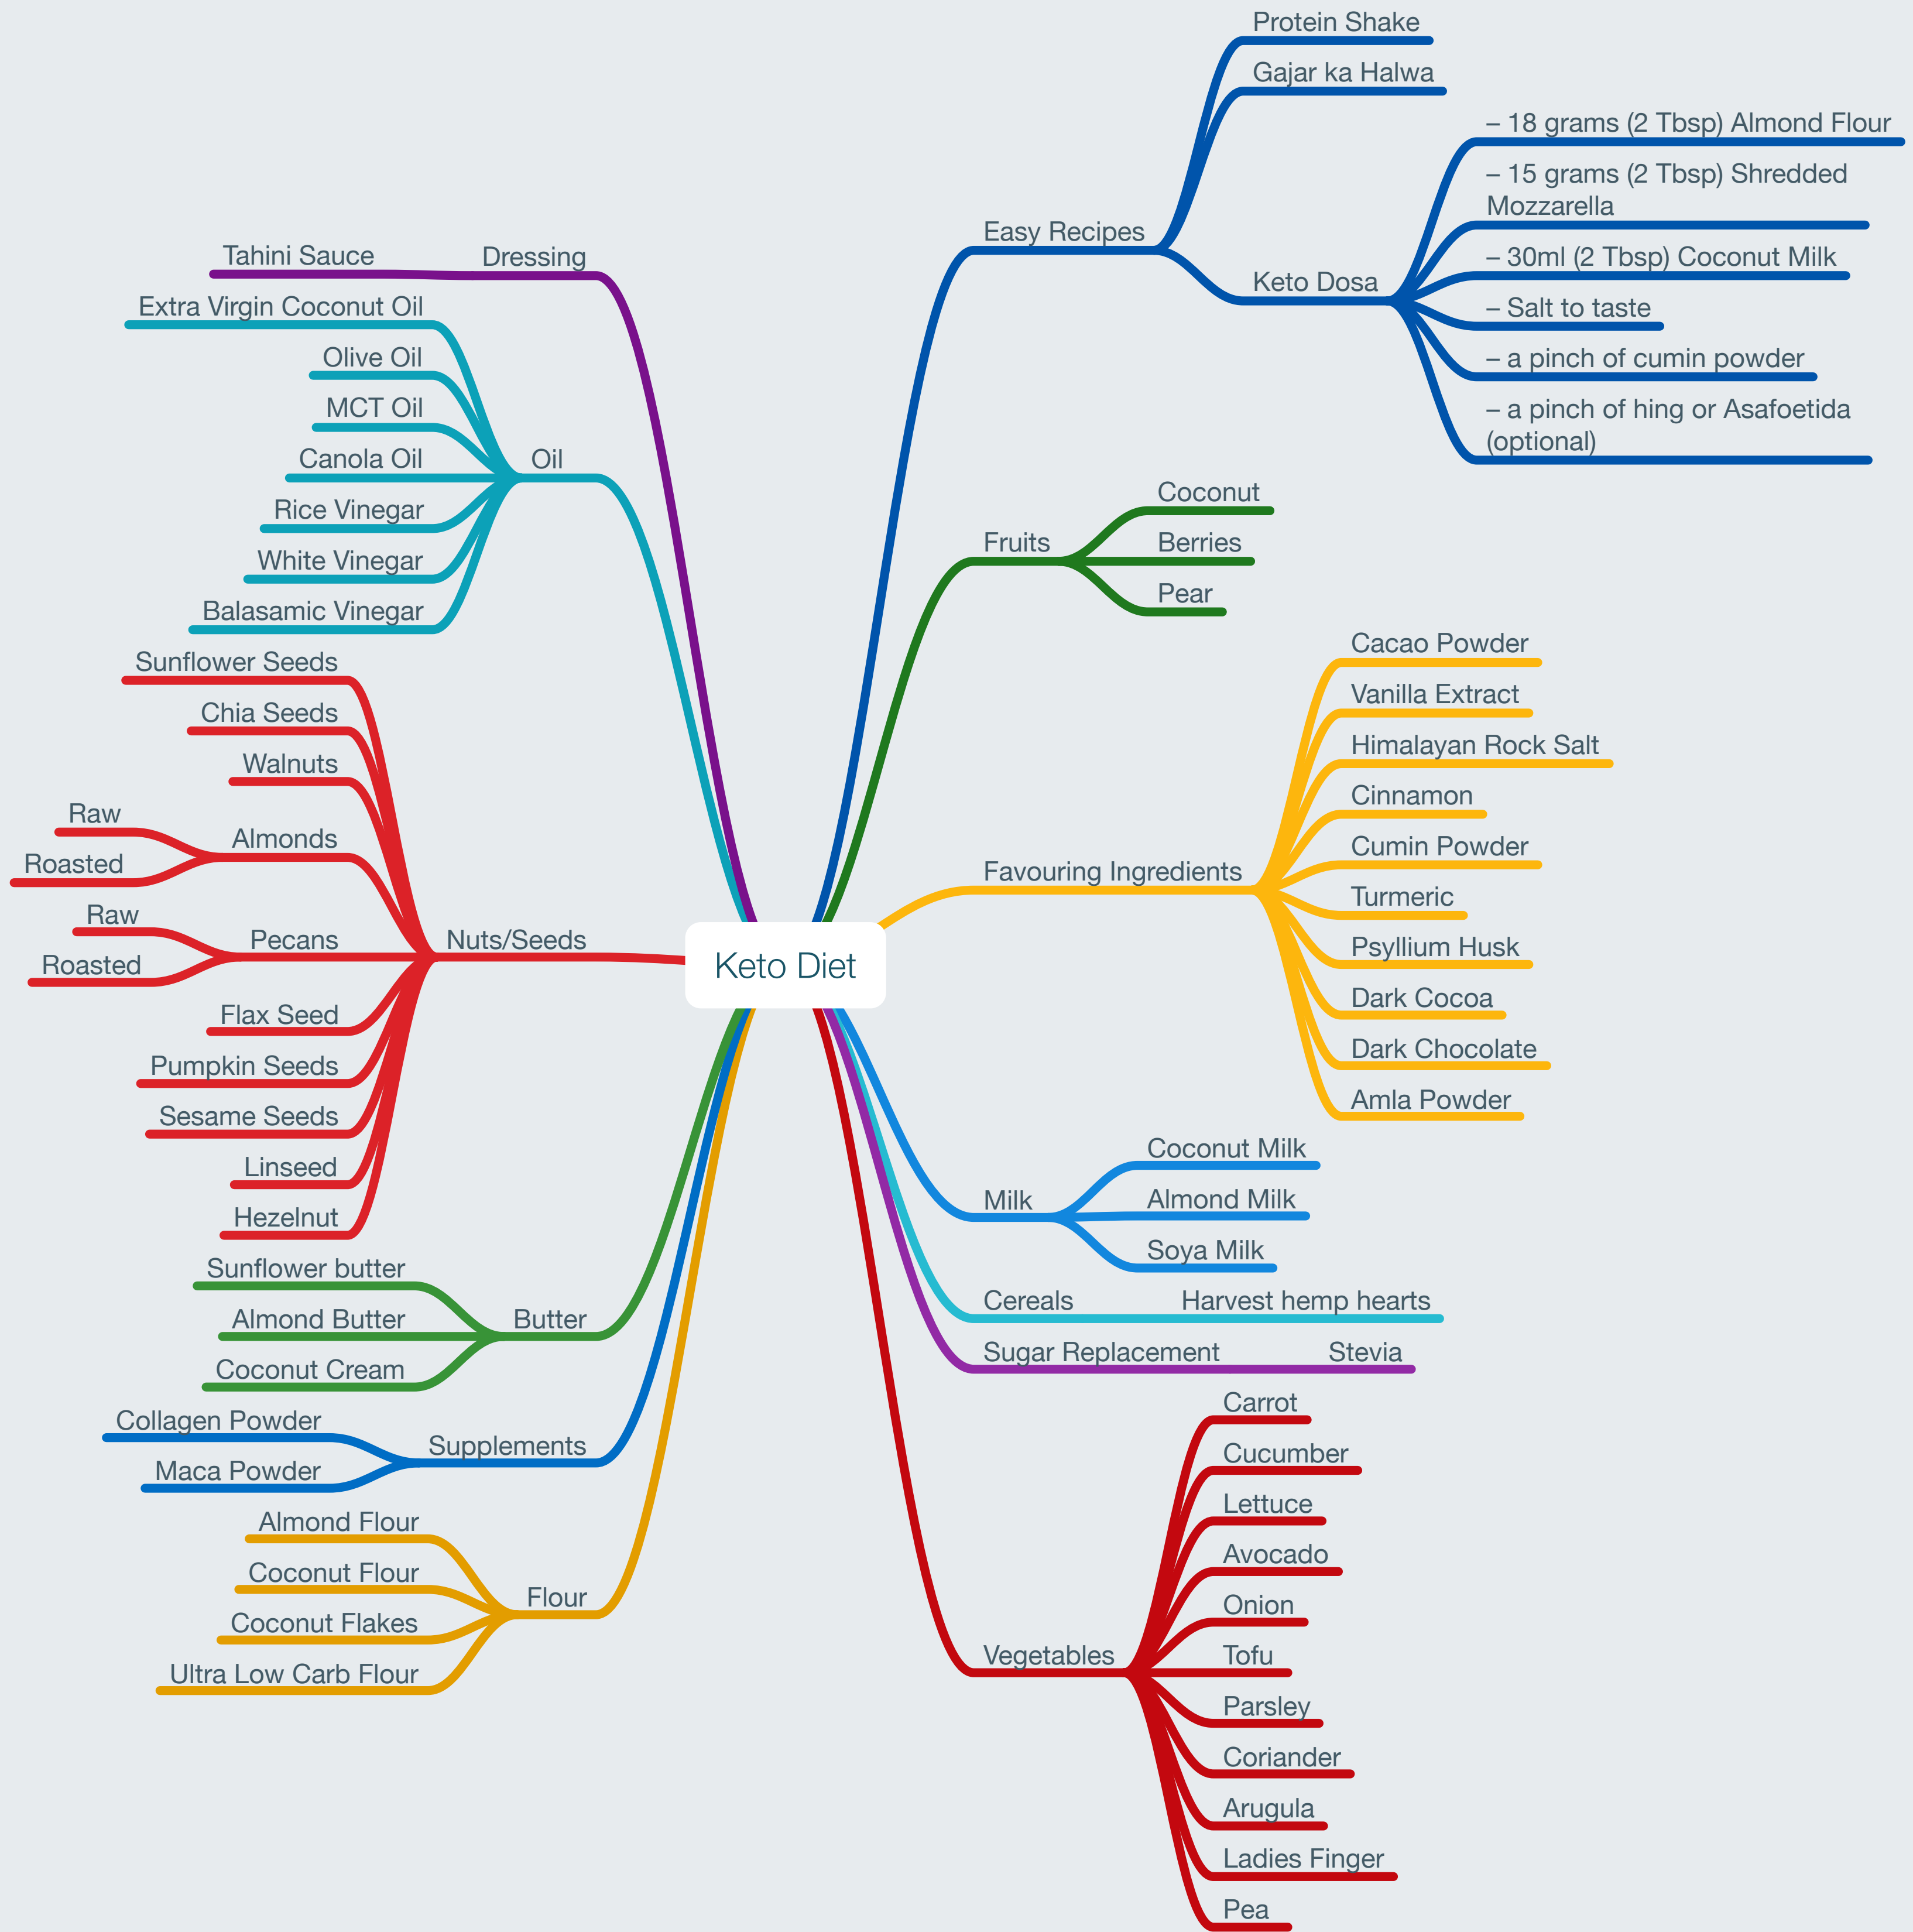 Keto Diet
Easy Recipes
Protein Shake
Gajar ka Halwa
Keto Dosa
– 18 grams (2 Tbsp) Almond Flour
– 15 grams (2 Tbsp) Shredded
Mozzarella
– 30ml (2 Tbsp) Coconut Milk
– Salt to taste
– a pinch of cumin powder
– a pinch of hing or Asafoetida
(optional)
Fruits
Coconut
Berries
Pear
Favouring Ingredients
Cacao Powder
Vanilla Extract
Himalayan Rock Salt
Cinnamon
Cumin Powder
Turmeric
Psyllium Husk
Dark Cocoa
Dark Chocolate
Amla Powder
Milk
Coconut Milk
Almond Milk
Soya Milk
Cereals
Harvest hemp hearts
Sugar Replacement
Stevia
Vegetables
Carrot
Cucumber
Lettuce
Avocado
Onion
Tofu
Parsley
Coriander
Arugula
Ladies Finger
Pea
Dressing
Tahini Sauce
Oil
Extra Virgin Coconut Oil
Olive Oil
MCT Oil
Canola Oil
Rice Vinegar
White Vinegar
Balasamic Vinegar
Nuts/Seeds
Sunflower Seeds
Chia Seeds
Walnuts
Almonds
Raw
Roasted
Pecans
Raw
Roasted
Flax Seed
Pumpkin Seeds
Sesame Seeds
Linseed
Hezelnut
Butter
Sunflower butter
Almond Butter
Coconut Cream
Supplements
Collagen Powder
Maca Powder
Flour
Almond Flour
Coconut Flour
Coconut Flakes
Ultra Low Carb Flour